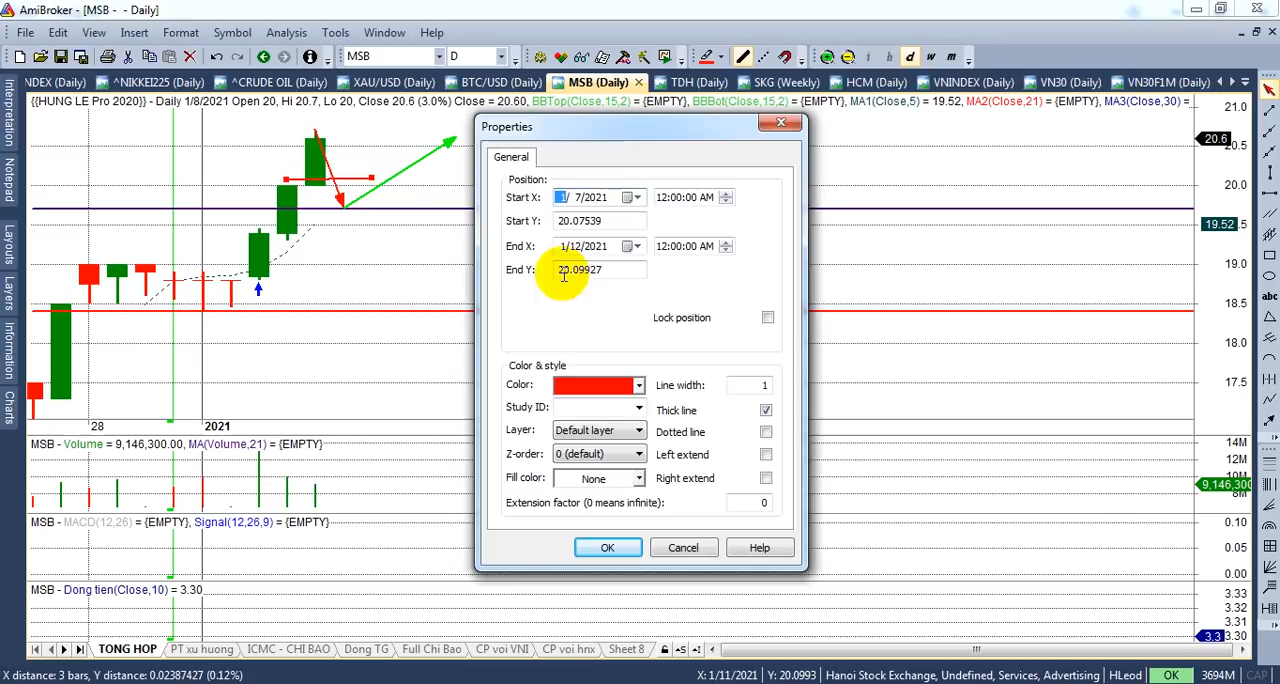 AmiBroker - [MSB - - Daily]
File Edit View Insert Format Symbol Analysis Tools Window Help
MSB D i h d w m
NDEX (Daily) ^NIKKEI225 (Daily) ^CRUDE OIL (Daily) XAU/USD (Daily) BTC/USD (Daily) MSB (Daily) TDH (Daily) SKG (Weekly) HCM (Daily) VNINDEX (Daily) VN30 (Daily) VN30F1M (Daily)
{{HUNG LE Pro 2020}} - Daily 1/8/2021 Open 20, Hi 20.7, Lo 20, Close 20.6 (3.0%) Close = 20.60, BBTop(Close,15,2) = {EMPTY}, BBBot(Close,15,2) = {EMPTY}, MA1(Close,5) = 19.52, MA2(Close,21) = {EMPTY}, MA3(Close,30) =
Interpretation
Notepad
Layouts
Layers
Information
Charts
Properties
General
Position:
Start X: 1/ 7/2021 12:00:00 AM
Start Y: 20.07539
End X: 1/12/2021 12:00:00 AM
End Y: 20.09927
Lock position
Color & style
Color: Line width: 1
Study ID: Thick line
Layer: Default layer Dotted line
Z-order: 0 (default) Left extend
Fill color: None Right extend
Extension factor (0 means infinite): 0
OK Cancel Help
21.0
20.6
20.5
20.0
19.52
19.0
18.5
18.0
17.5
abc
28 2021
MSB - Volume = 9,146,300.00, MA(Volume,21) = {EMPTY}
14M
12M
10M
9,146,300
8M
MSB - MACD(12,26) = {EMPTY}, Signal(12,26,9) = {EMPTY}
0.10
0.05
0.00
MSB - Dong tien(Close,10) = 3.30
3.33
3.32
3.31
3.3 3.30
TONG HOP PT xu huong ICMC - CHI BAO Dong TG Full Chi Bao CP voi VNI CP voi hnx Sheet 8
X distance: 3 bars, Y distance: 0.02387427 (0.12%) X: 1/11/2021 Y: 20.0993 Hanoi Stock Exchange, Undefined, Services, Advertising HLeod OK 3694M CAP